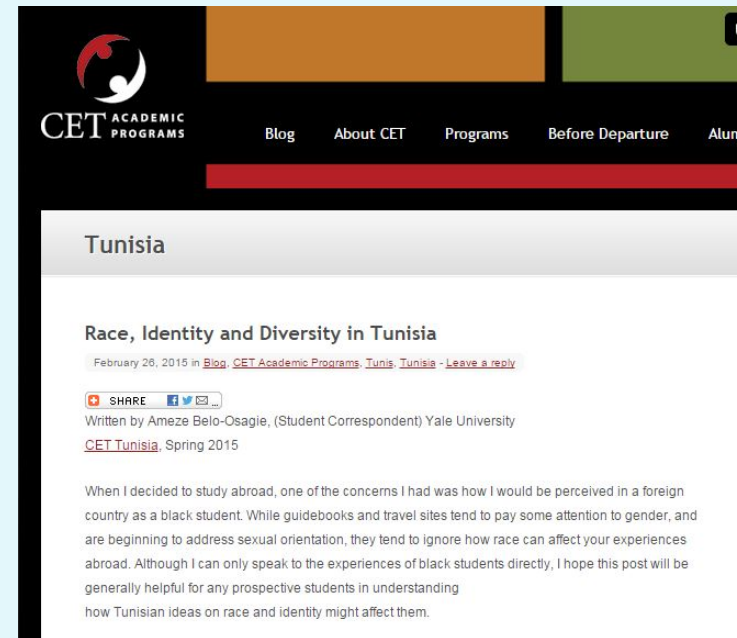 CET ACADEMIC PROGRAMS
Blog About CET Programs Before Departure
Tunisia
Race, Identity and Diversity in Tunisia
February 26, 2015 in Blog, CET Academic Programs, Tunis, Tunisia - Leave a reply
SHARE ...
Written by Ameze Belo-Osagie, (Student Correspondent) Yale University
CET Tunisia, Spring 2015
When I decided to study abroad, one of the concerns I had was how I would be perceived in a foreign
country as a black student. While guidebooks and travel sites tend to pay some attention to gender, and
are beginning to address sexual orientation, they tend to ignore how race can affect your experiences
abroad. Although I can only speak to the experiences of black students directly, I hope this post will be
generally helpful for any prospective students in understanding
how Tunisian ideas on race and identity might affect them.